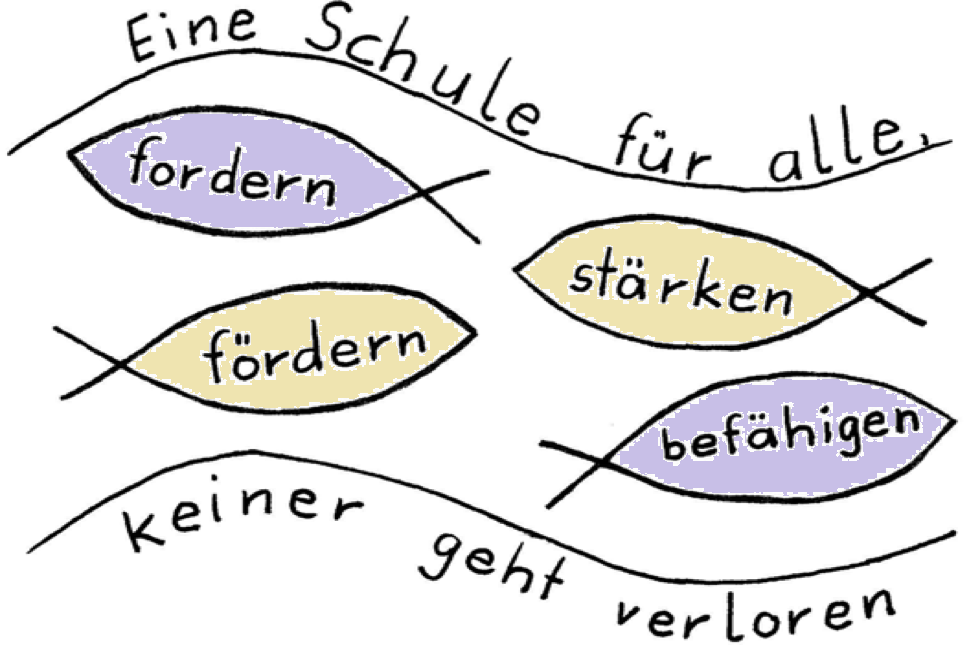 Eine Schule für alle,
fordern
stärken
fördern
befähigen
keiner geht verloren